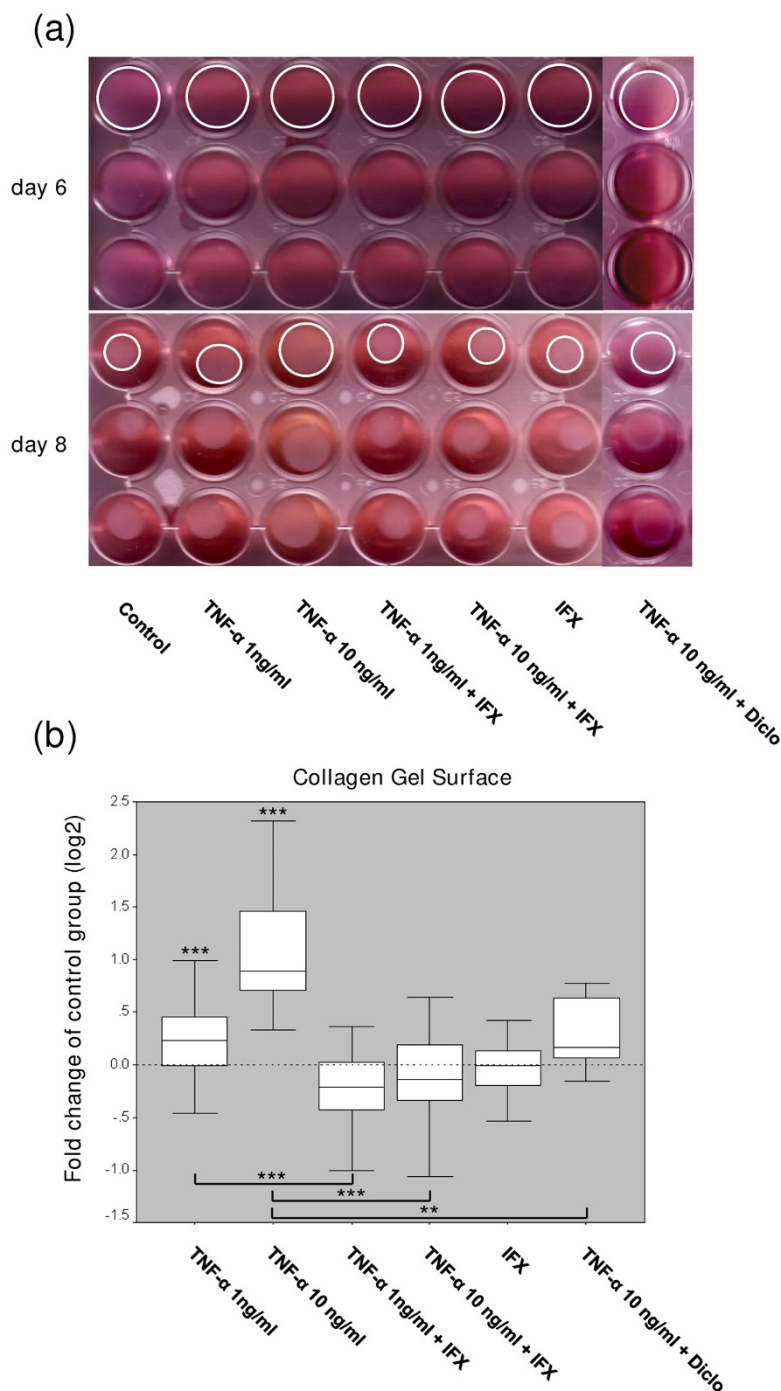 (a)
day 6
day 8
Control
TNF-α 1ng/ml
TNF-α 10 ng/ml
TNF-α 1ng/ml + IFX
TNF-α 10 ng/ml + IFX
IFX
TNF-α 10 ng/ml + Diclo
(b)
Collagen Gel Surface
Fold change of control group (log2)
2.5
2.0
1.5
1.0
.5
0.0
-.5
-1.0
-1.5
***
***
***
***
**
TNF-α 1ng/ml
TNF-α 10 ng/ml
TNF-α 1ng/ml + IFX
TNF-α 10 ng/ml + IFX
IFX
TNF-α 10 ng/ml + Diclo